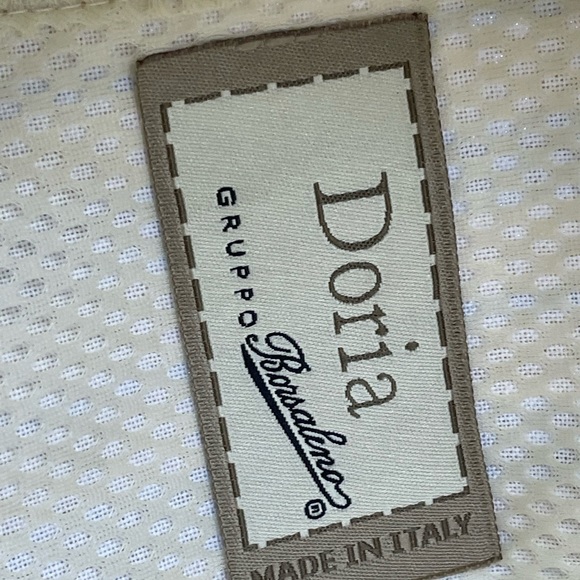 Doria
GRUPPO Borsalino ®
MADE IN ITALY